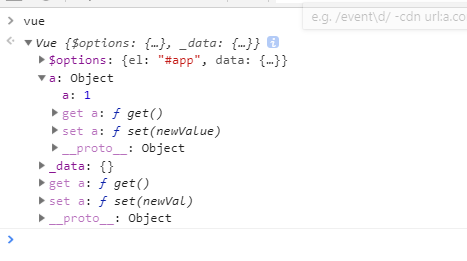 e.g. /event\d/ -cdn url:a.co
> vue
Vue {$options: {…}, _data: {…}} i
$options: {el: "#app", data: {…}}
a: Object
a: 1
get a: ƒ get()
set a: ƒ set(newValue)
__proto__: Object
_data: {}
get a: ƒ get()
set a: ƒ set(newVal)
__proto__: Object
>